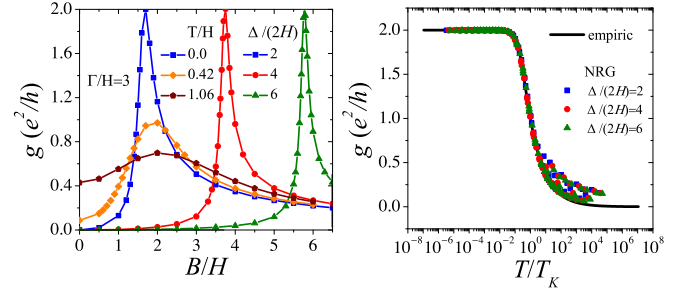 2.0
1.6
1.2
0.8
0.4
0.0
g (e²/h)
Γ/H=3
T/H Δ/(2H)
0.0 2
0.42 4
1.06 6
0 1 2 3 4 5 6
B/H
2.0
1.5
1.0
0.5
0.0
g (e²/h)
empiric
NRG
Δ/(2H)=2
Δ/(2H)=4
Δ/(2H)=6
10⁻⁸ 10⁻⁶ 10⁻⁴ 10⁻² 10⁰ 10² 10⁴ 10⁶ 10⁸
T/T_K